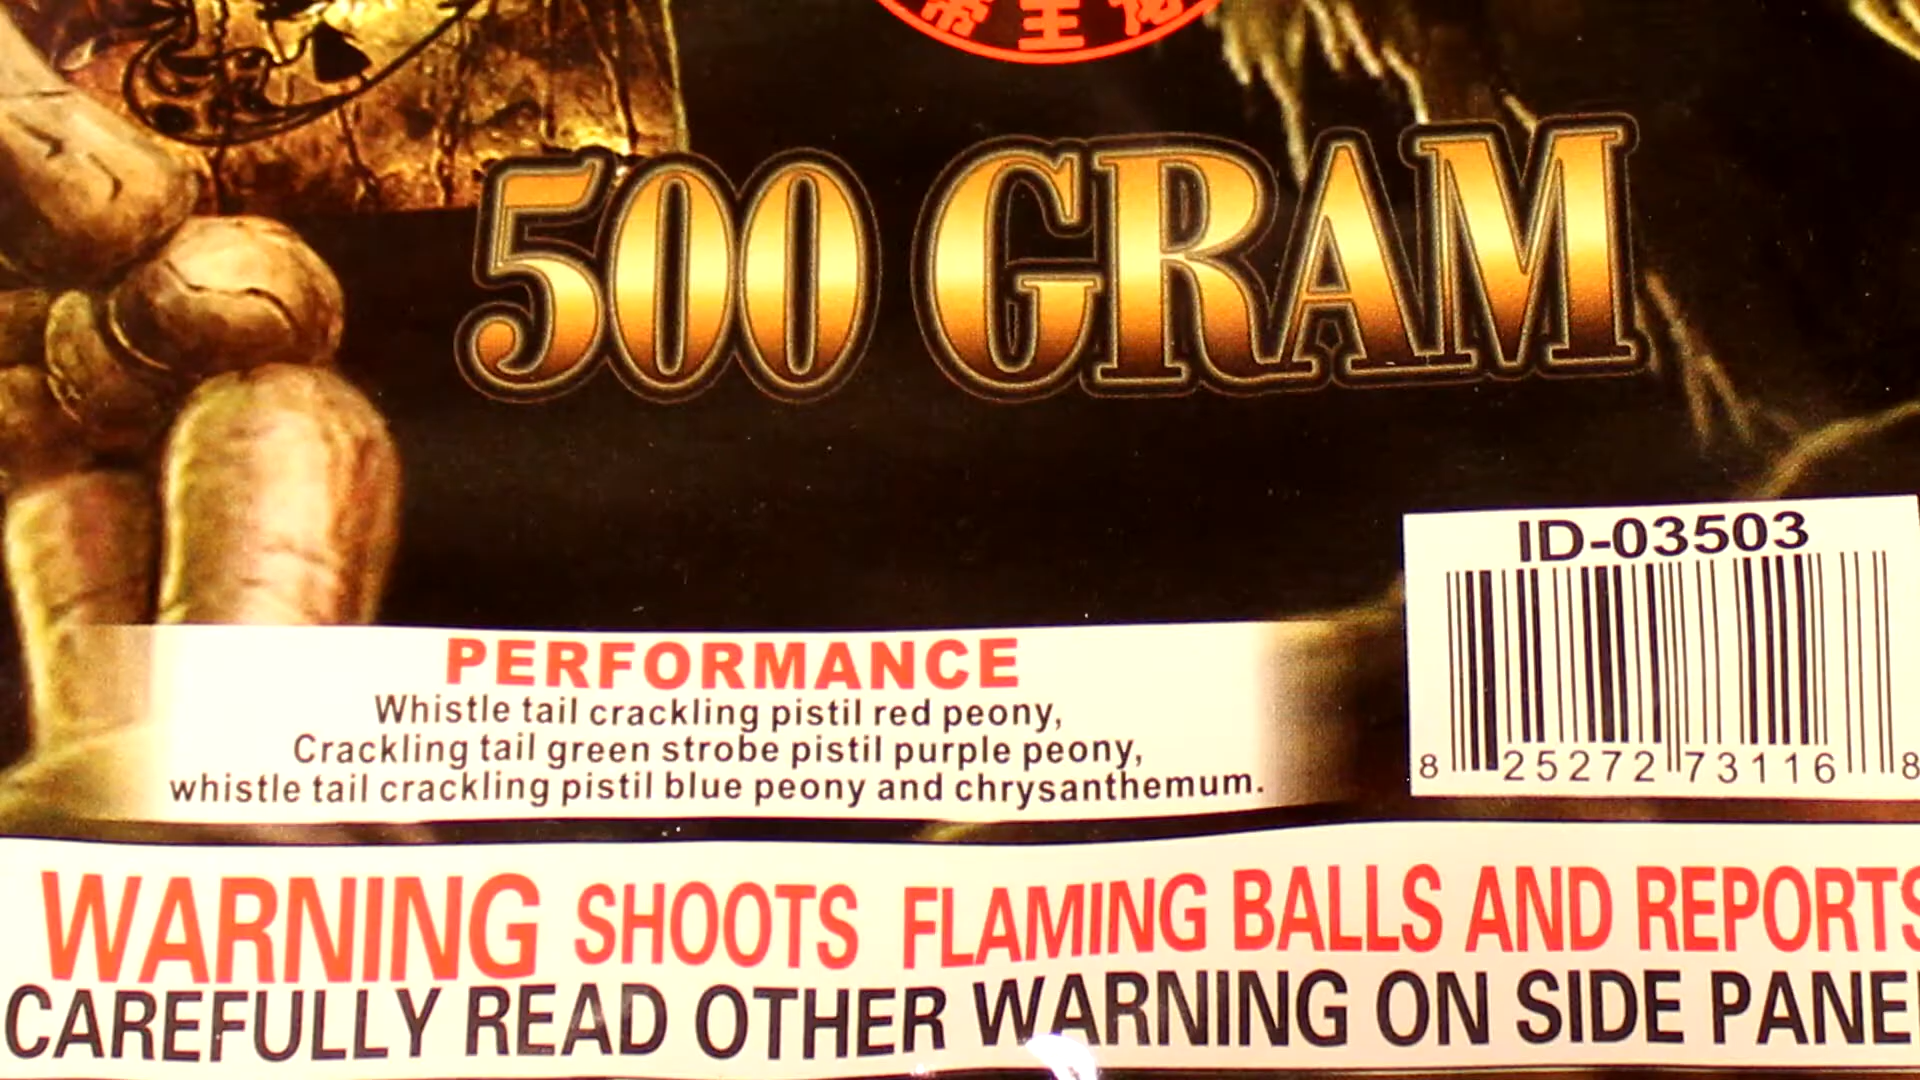 帝王
500 GRAM
ID-03503
8 25272 73116 8
PERFORMANCE
Whistle tail crackling pistil red peony,
Crackling tail green strobe pistil purple peony,
whistle tail crackling pistil blue peony and chrysanthemum.
WARNING SHOOTS FLAMING BALLS AND REPORTS
CAREFULLY READ OTHER WARNING ON SIDE PANE